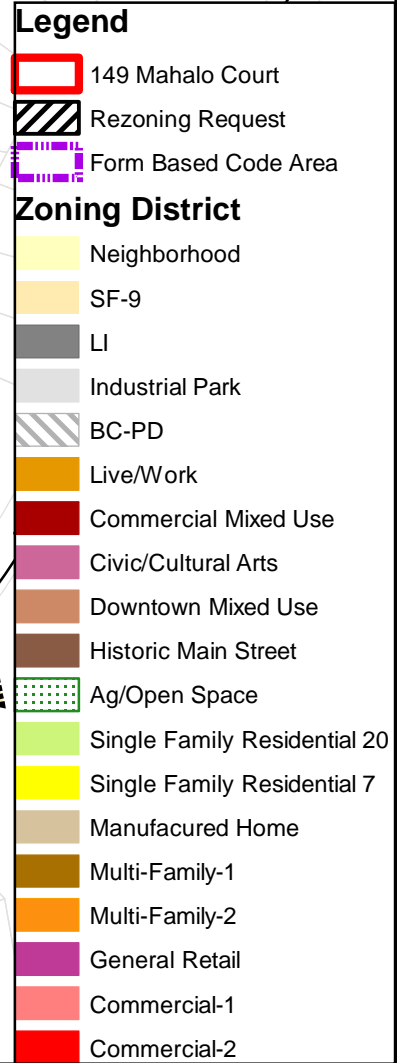 Legend
149 Mahalo Court
Rezoning Request
Form Based Code Area
Zoning District
Neighborhood
SF-9
LI
Industrial Park
BC-PD
Live/Work
Commercial Mixed Use
Civic/Cultural Arts
Downtown Mixed Use
Historic Main Street
Ag/Open Space
Single Family Residential 20
Single Family Residential 7
Manufacured Home
Multi-Family-1
Multi-Family-2
General Retail
Commercial-1
Commercial-2